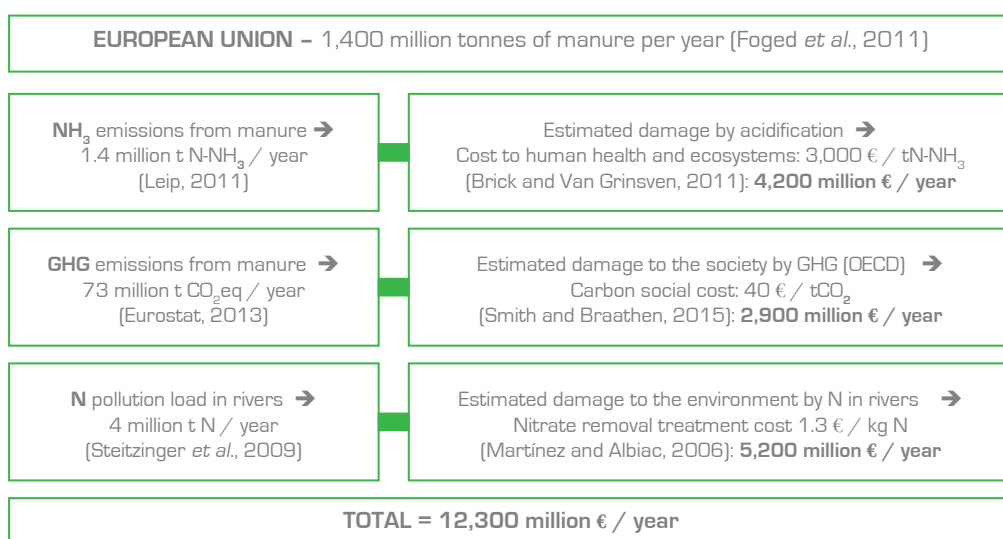 EUROPEAN UNION – 1,400 million tonnes of manure per year (Foged et al., 2011)
NH₃ emissions from manure ➔
1.4 million t N-NH₃ / year
(Leip, 2011)
Estimated damage by acidification ➔
Cost to human health and ecosystems: 3,000 € / tN-NH₃
(Brick and Van Grinsven, 2011): 4,200 million € / year
GHG emissions from manure ➔
73 million t CO₂eq / year
(Eurostat, 2013)
Estimated damage to the society by GHG (OECD) ➔
Carbon social cost: 40 € / tCO₂
(Smith and Braathen, 2015): 2,900 million € / year
N pollution load in rivers ➔
4 million t N / year
(Steitzinger et al., 2009)
Estimated damage to the environment by N in rivers ➔
Nitrate removal treatment cost 1.3 € / kg N
(Martínez and Albiac, 2006): 5,200 million € / year
TOTAL = 12,300 million € / year